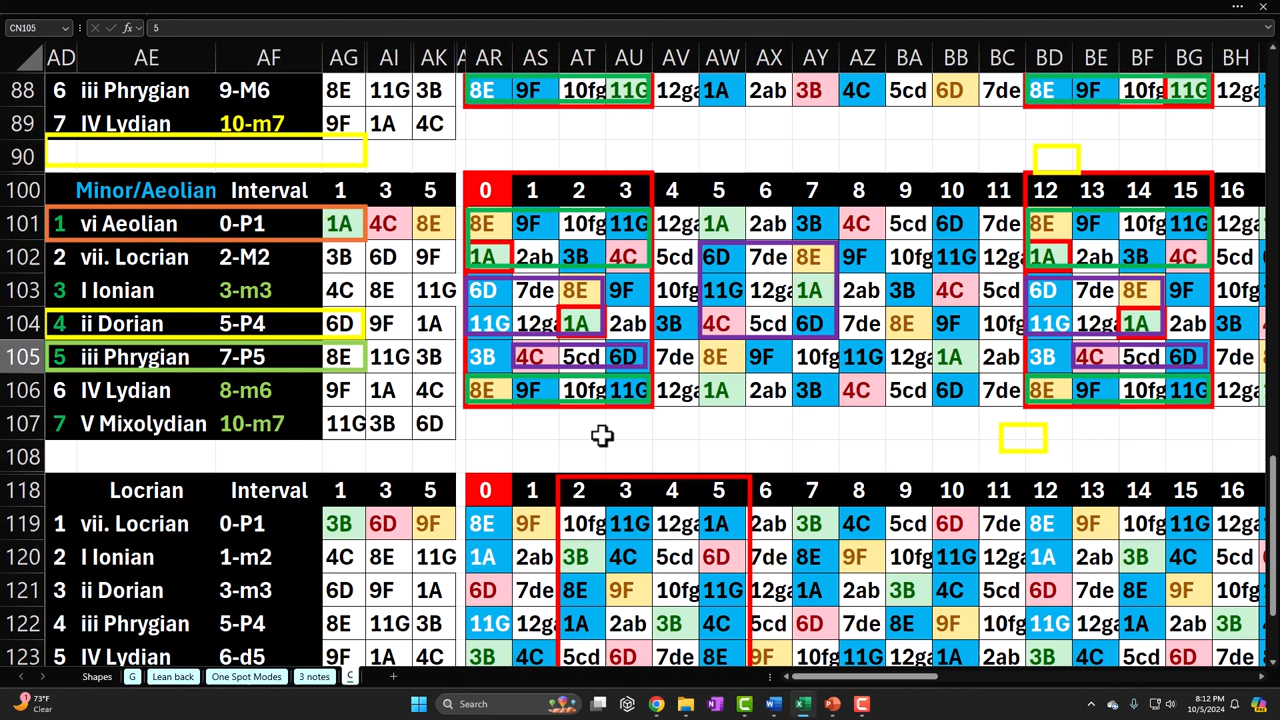 CN105 fx 5
AD AE AF AG AI AK AR AS AT AU AV AW AX AY AZ BA BB BC BD BE BF BG BH
88 6 iii Phrygian 9-M6 8E 11G 3B 8E 9F 10fg 11G 12ga 1A 2ab 3B 4C 5cd 6D 7de 8E 9F 10fg 11G 12ga
89 7 IV Lydian 10-m7 9F 1A 4C
90
100 Minor/Aeolian Interval 1 3 5 0 1 2 3 4 5 6 7 8 9 10 11 12 13 14 15 16
101 1 vi Aeolian 0-P1 1A 4C 8E 8E 9F 10fg 11G 12ga 1A 2ab 3B 4C 5cd 6D 7de 8E 9F 10fg 11G 12ga
102 2 vii. Locrian 2-M2 3B 6D 9F 1A 2ab 3B 4C 5cd 6D 7de 8E 9F 10fg 11G 12ga 1A 2ab 3B 4C 5cd
103 3 I Ionian 3-m3 4C 8E 11G 6D 7de 8E 9F 10fg 11G 12ga 1A 2ab 3B 4C 5cd 6D 7de 8E 9F 10fg
104 4 ii Dorian 5-P4 6D 9F 1A 11G 12ga 1A 2ab 3B 4C 5cd 6D 7de 8E 9F 10fg 11G 12ga 1A 2ab 3B
105 5 iii Phrygian 7-P5 8E 11G 3B 3B 4C 5cd 6D 7de 8E 9F 10fg 11G 12ga 1A 2ab 3B 4C 5cd 6D 7de
106 6 IV Lydian 8-m6 9F 1A 4C 8E 9F 10fg 11G 12ga 1A 2ab 3B 4C 5cd 6D 7de 8E 9F 10fg 11G 12ga
107 7 V Mixolydian 10-m7 11G 3B 6D
108
118 Locrian Interval 1 3 5 0 1 2 3 4 5 6 7 8 9 10 11 12 13 14 15 16
119 1 vii. Locrian 0-P1 3B 6D 9F 8E 9F 10fg 11G 12ga 1A 2ab 3B 4C 5cd 6D 7de 8E 9F 10fg 11G 12ga
120 2 I Ionian 1-m2 4C 8E 11G 1A 2ab 3B 4C 5cd 6D 7de 8E 9F 10fg 11G 12ga 1A 2ab 3B 4C 5cd
121 3 ii Dorian 3-m3 6D 9F 1A 6D 7de 8E 9F 10fg 11G 12ga 1A 2ab 3B 4C 5cd 6D 7de 8E 9F 10fg
122 4 iii Phrygian 5-P4 8E 11G 3B 11G 12ga 1A 2ab 3B 4C 5cd 6D 7de 8E 9F 10fg 11G 12ga 1A 2ab 3B
123 5 IV Lydian 6-d5 9F 1A 4C 3B 4C 5cd 6D 7de 8E 9F 10fg 11G 12ga 1A 2ab 3B 4C 5cd 6D 7de
Shapes G Lean back One Spot Modes 3 notes C
73°F
Clear
Search
8:12 PM
10/5/2024